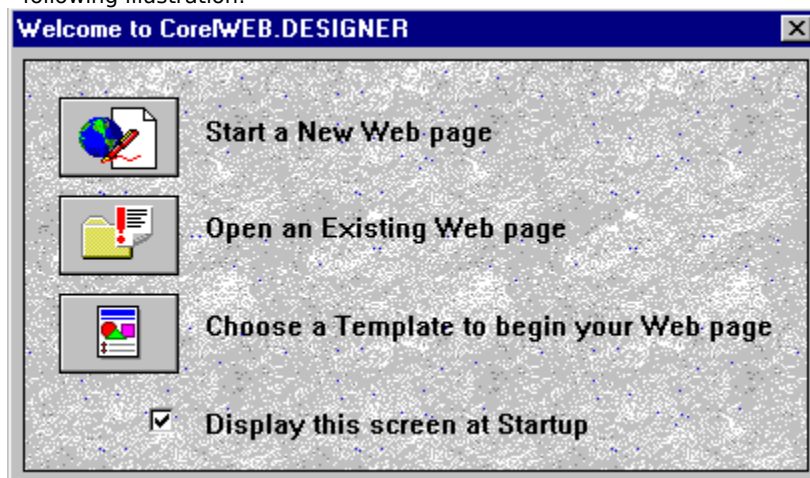 following illustration.
Welcome to CorelWEB.DESIGNER
Start a New Web page
Open an Existing Web page
Choose a Template to begin your Web page
Display this screen at Startup